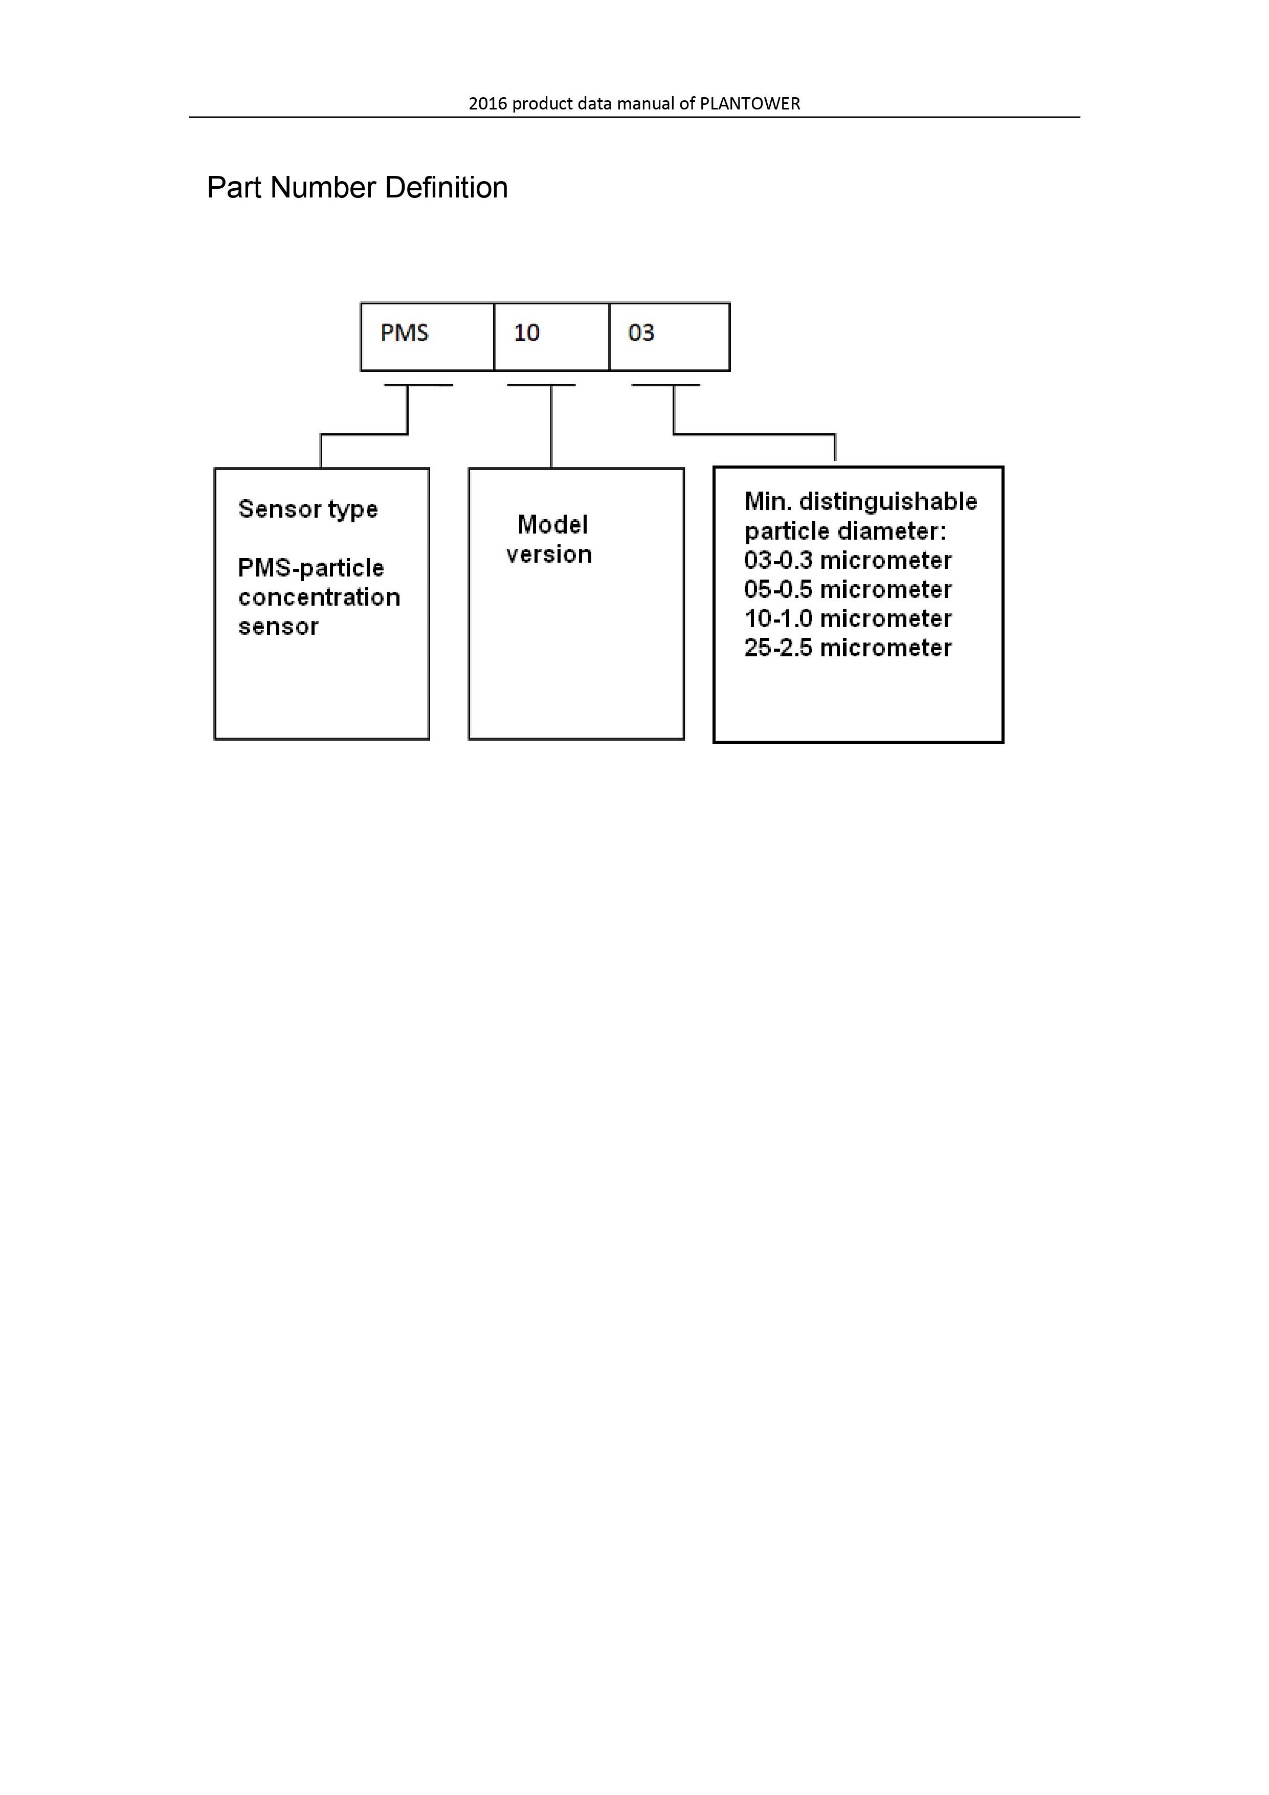 2016 product data manual of PLANTOWER
Part Number Definition
PMS 10 03
Sensor type
PMS-particle
concentration
sensor
Model
version
Min. distinguishable
particle diameter:
03-0.3 micrometer
05-0.5 micrometer
10-1.0 micrometer
25-2.5 micrometer